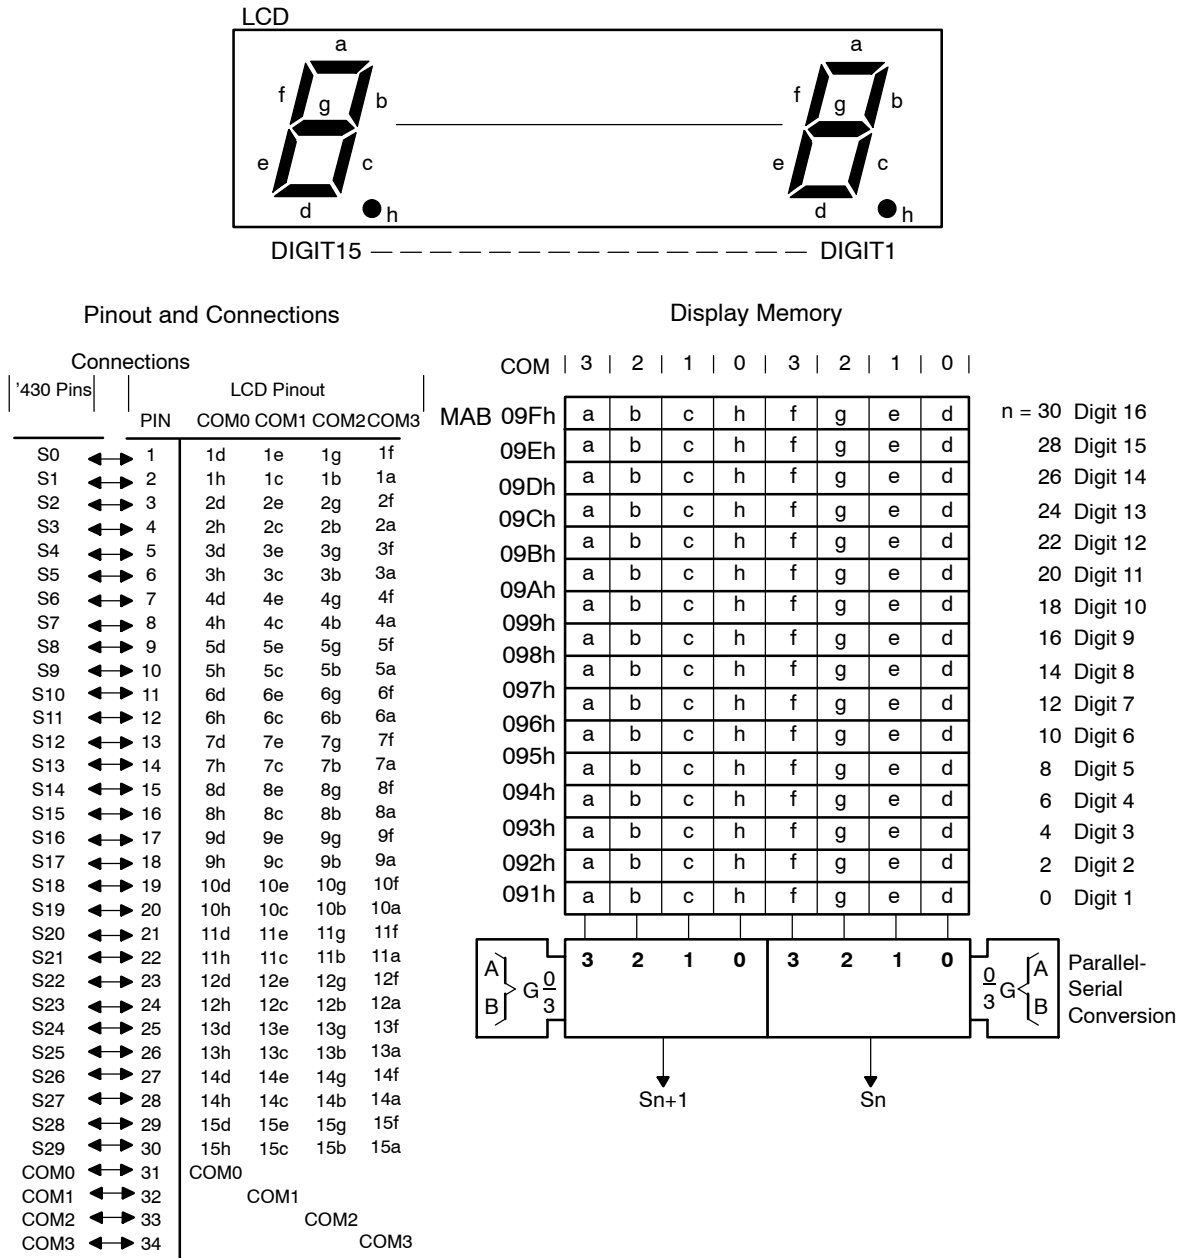 LCD
a a
f g b f g b
e c e c
d h d h
DIGIT15 — — — — — — — — — — — — — — DIGIT1
Pinout and Connections
Connections
'430 Pins LCD Pinout
PIN COM0 COM1 COM2 COM3
S0 1 1d 1e 1g 1f
S1 2 1h 1c 1b 1a
S2 3 2d 2e 2g 2f
S3 4 2h 2c 2b 2a
S4 5 3d 3e 3g 3f
S5 6 3h 3c 3b 3a
S6 7 4d 4e 4g 4f
S7 8 4h 4c 4b 4a
S8 9 5d 5e 5g 5f
S9 10 5h 5c 5b 5a
S10 11 6d 6e 6g 6f
S11 12 6h 6c 6b 6a
S12 13 7d 7e 7g 7f
S13 14 7h 7c 7b 7a
S14 15 8d 8e 8g 8f
S15 16 8h 8c 8b 8a
S16 17 9d 9e 9g 9f
S17 18 9h 9c 9b 9a
S18 19 10d 10e 10g 10f
S19 20 10h 10c 10b 10a
S20 21 11d 11e 11g 11f
S21 22 11h 11c 11b 11a
S22 23 12d 12e 12g 12f
S23 24 12h 12c 12b 12a
S24 25 13d 13e 13g 13f
S25 26 13h 13c 13b 13a
S26 27 14d 14e 14g 14f
S27 28 14h 14c 14b 14a
S28 29 15d 15e 15g 15f
S29 30 15h 15c 15b 15a
COM0 31 COM0
COM1 32 COM1
COM2 33 COM2
COM3 34 COM3
Display Memory
COM | 3 | 2 | 1 | 0 | 3 | 2 | 1 | 0 |
MAB 09Fh a b c h f g e d n = 30 Digit 16
09Eh a b c h f g e d 28 Digit 15
09Dh a b c h f g e d 26 Digit 14
09Ch a b c h f g e d 24 Digit 13
09Bh a b c h f g e d 22 Digit 12
09Ah a b c h f g e d 20 Digit 11
099h a b c h f g e d 18 Digit 10
098h a b c h f g e d 16 Digit 9
097h a b c h f g e d 14 Digit 8
096h a b c h f g e d 12 Digit 7
095h a b c h f g e d 10 Digit 6
094h a b c h f g e d 8 Digit 5
093h a b c h f g e d 6 Digit 4
092h a b c h f g e d 4 Digit 3
091h a b c h f g e d 2 Digit 2
a b c h f g e d 0 Digit 1
A B G 0 3 3 2 1 0 3 2 1 0 0 3 G A B
Parallel-
Serial
Conversion
Sn+1 Sn